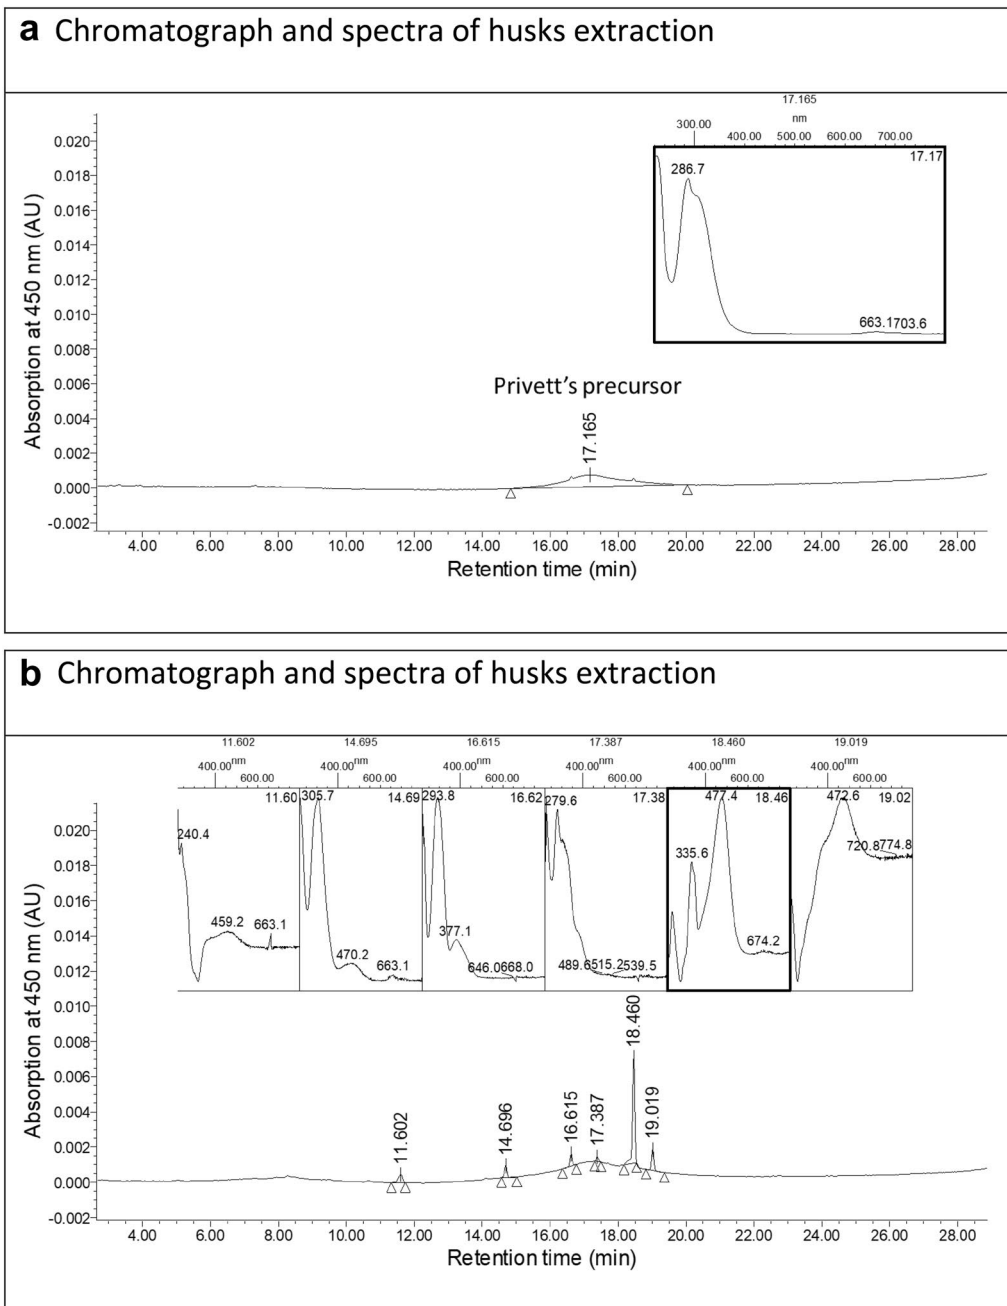 a Chromatograph and spectra of husks extraction
17.165
nm
300.00 400.00 500.00 600.00 700.00
17.17
286.7
663.1703.6
Absorption at 450 nm (AU)
0.020
0.018
0.016
0.014
0.012
0.010
0.008
0.006
0.004
0.002
0.000
-0.002
Privett’s precursor
17.165
4.00 6.00 8.00 10.00 12.00 14.00 16.00 18.00 20.00 22.00 24.00 26.00 28.00
Retention time (min)
b Chromatograph and spectra of husks extraction
11.602 14.695 16.615 17.387 18.460 19.019
400.00nm 600.00 400.00nm 600.00 400.00nm 600.00 400.00nm 600.00 400.00nm 600.00 400.00nm 600.00
11.60 305.7 14.69 293.8 16.62 279.6 17.38 477.4 18.46 472.6 19.02
240.4 335.6 720.8 774.8
459.2 663.1 470.2 663.1 377.1 646.0668.0 489.6515.2539.5 674.2
Absorption at 450 nm (AU)
0.020
0.018
0.016
0.014
0.012
0.010
0.008
0.006
0.004
0.002
0.000
-0.002
11.602
14.696
16.615
17.387
18.460
19.019
4.00 6.00 8.00 10.00 12.00 14.00 16.00 18.00 20.00 22.00 24.00 26.00 28.00
Retention time (min)